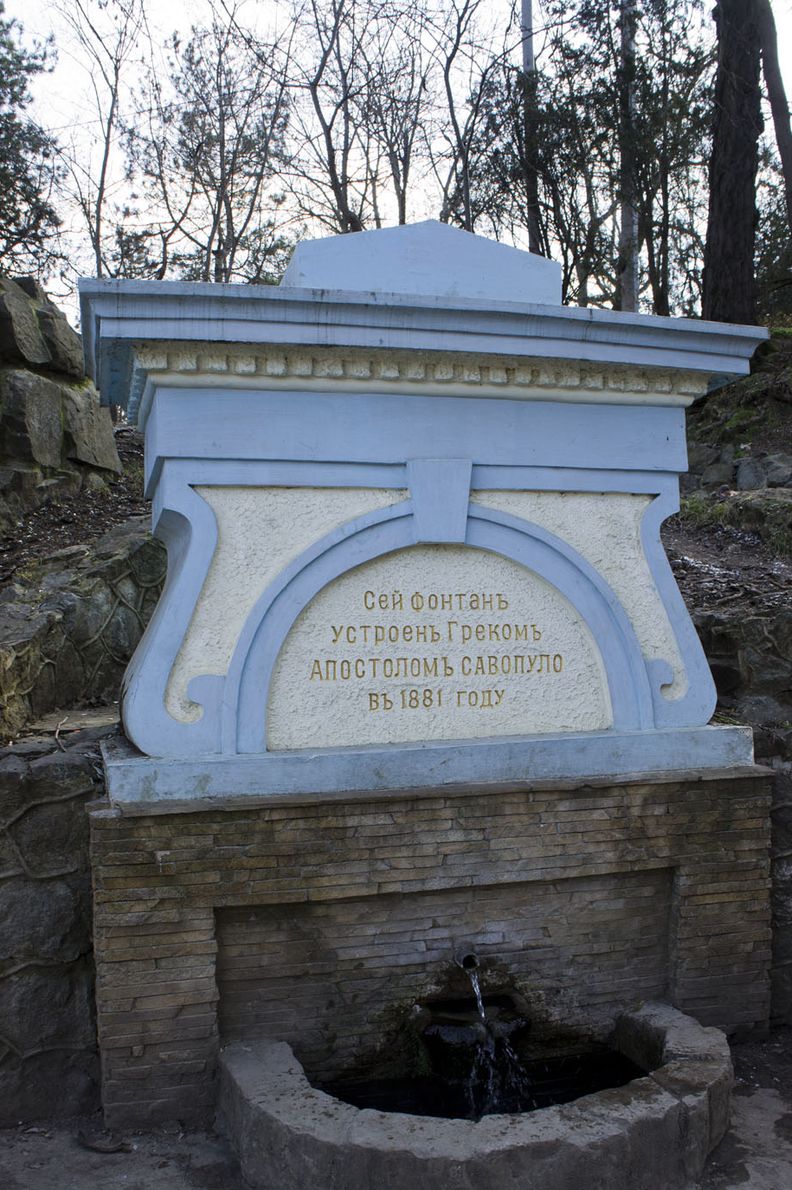 Сей фонтанъ
устроенъ Грекомъ
апостоломъ савопуло
въ 1881 году